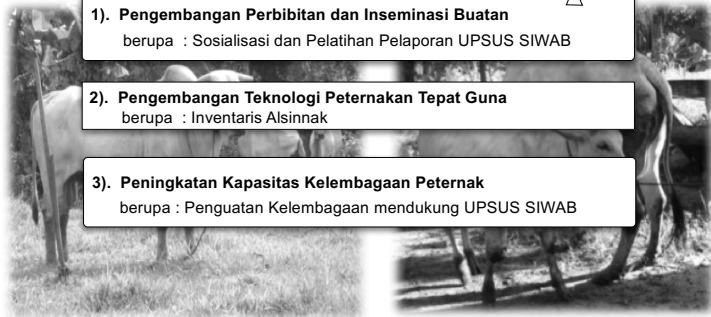 1). Pengembangan Perbibitan dan Inseminasi Buatan
berupa : Sosialisasi dan Pelatihan Pelaporan UPSUS SIWAB
2). Pengembangan Teknologi Peternakan Tepat Guna
berupa : Inventaris Alsinnak
3). Peningkatan Kapasitas Kelembagaan Peternak
berupa : Penguatan Kelembagaan mendukung UPSUS SIWAB